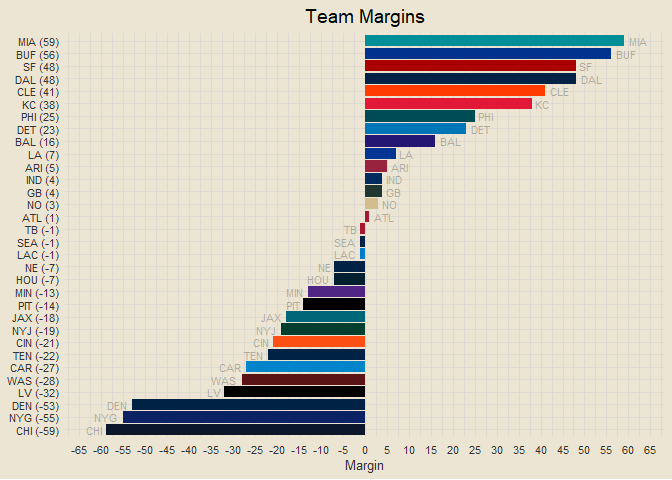 Team Margins
MIA (59) MIA
BUF (56) BUF
SF (48) SF
DAL (48) DAL
CLE (41) CLE
KC (38) KC
PHI (25) PHI
DET (23) DET
BAL (16) BAL
LA (7) LA
ARI (5) ARI
IND (4) IND
GB (4) GB
NO (3) NO
ATL (1) ATL
TB (-1) TB
SEA (-1) SEA
LAC (-1) LAC
NE (-7) NE
HOU (-7) HOU
MIN (-13) MIN
PIT (-14) PIT
JAX (-18) JAX
NYJ (-19) NYJ
CIN (-21) CIN
TEN (-22) TEN
CAR (-27) CAR
WAS (-28) WAS
LV (-32) LV
DEN (-53) DEN
NYG (-55) NYG
CHI (-59) CHI
-65 -60 -55 -50 -45 -40 -35 -30 -25 -20 -15 -10 -5 0 5 10 15 20 25 30 35 40 45 50 55 60 65
Margin